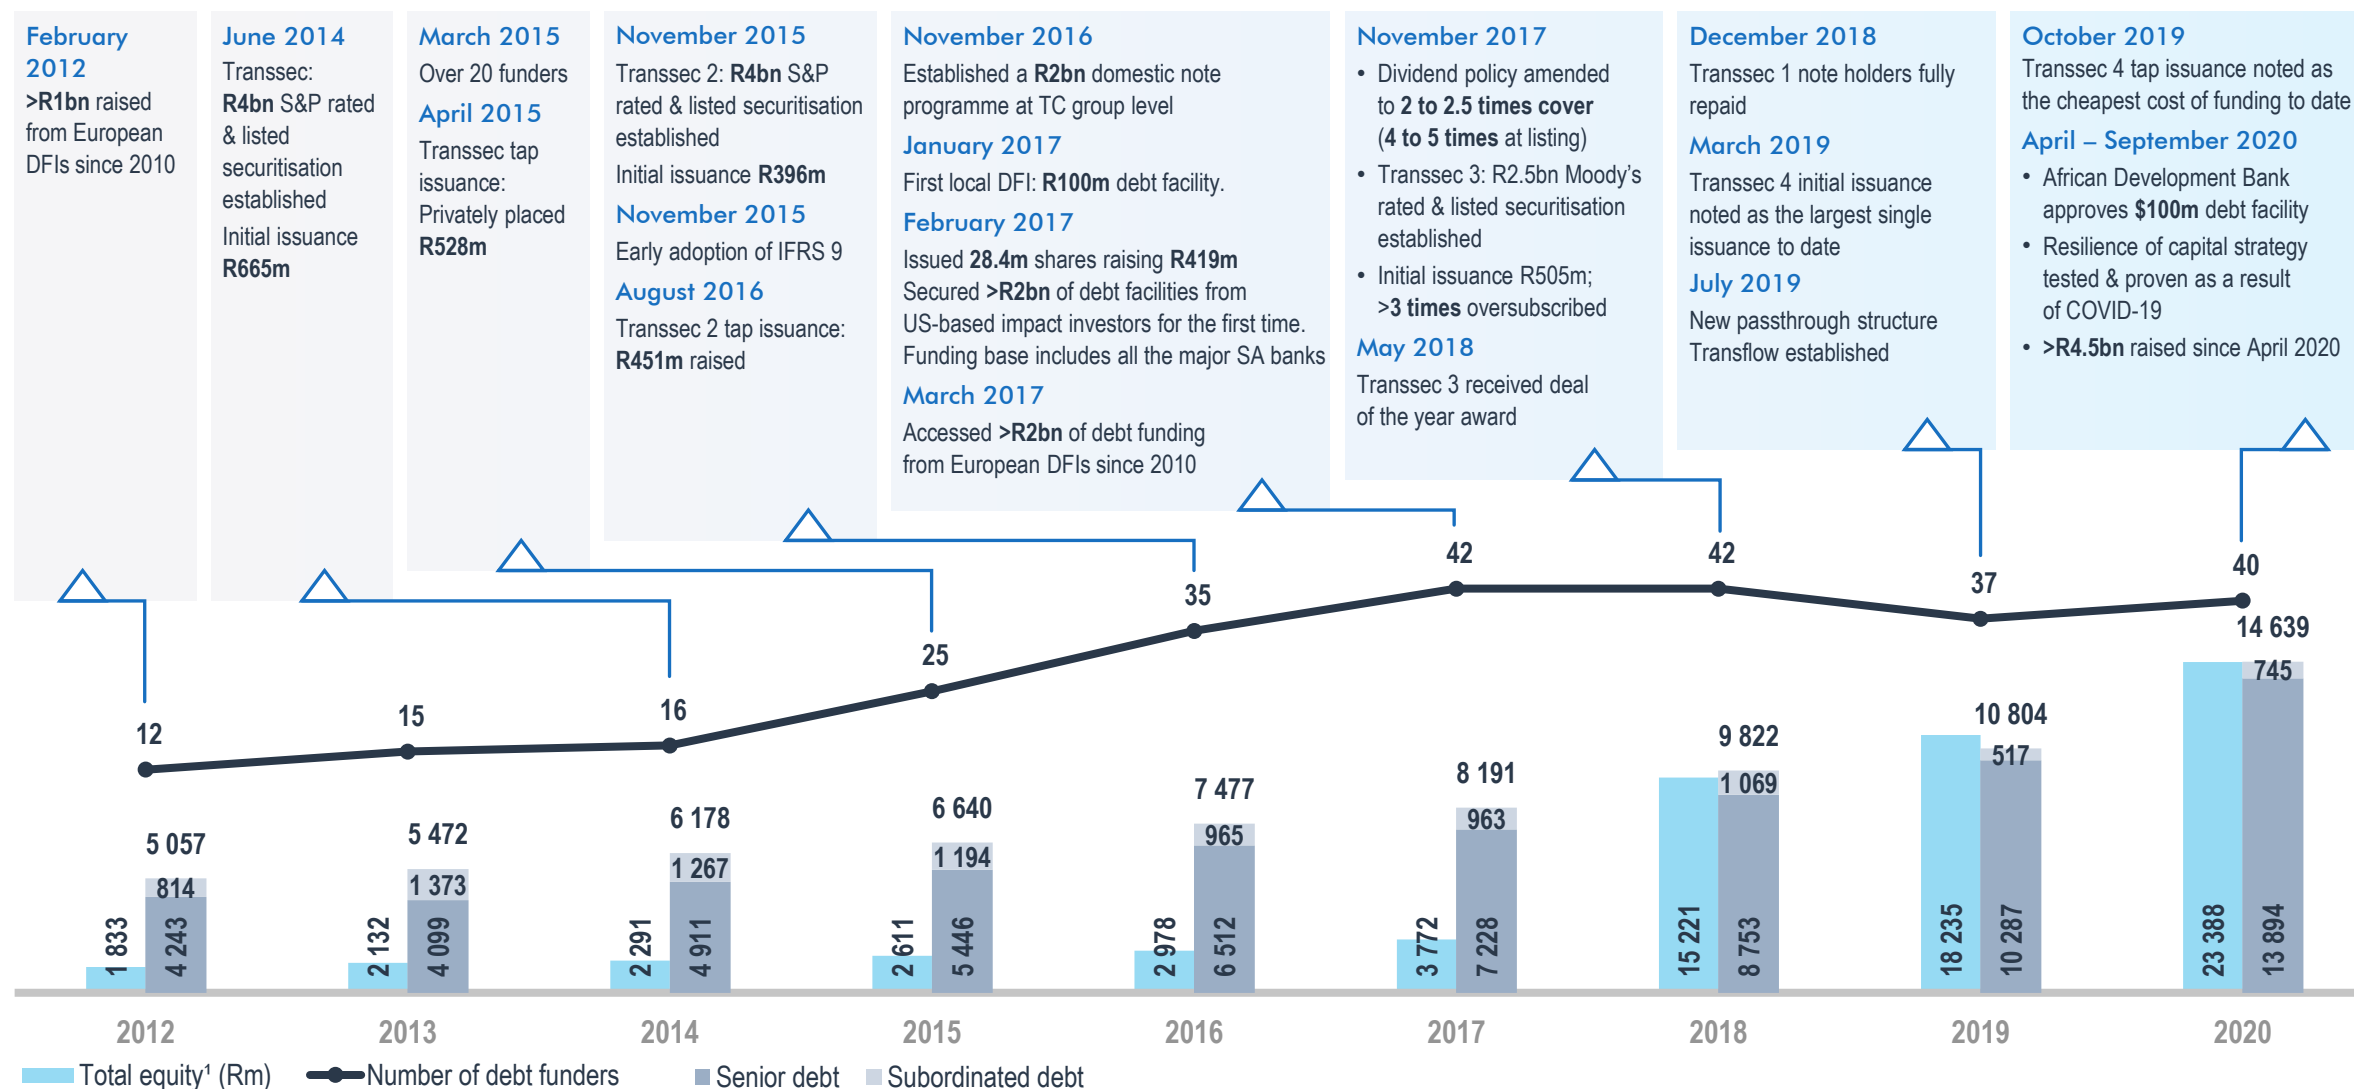 February
2012
>R1bn raised
from European
DFIs since 2010
June 2014
Transsec:
R4bn S&P rated
& listed
securitisation
established
Initial issuance
R665m
March 2015
Over 20 funders
April 2015
Transsec tap
issuance:
Privately placed
R528m
November 2015
Transsec 2: R4bn S&P
rated & listed securitisation
established
Initial issuance R396m
November 2015
Early adoption of IFRS 9
August 2016
Transsec 2 tap issuance:
R451m raised
November 2016
Established a R2bn domestic note
programme at TC group level
January 2017
First local DFI: R100m debt facility.
February 2017
Issued 28.4m shares raising R419m
Secured >R2bn of debt facilities from
US-based impact investors for the first time.
Funding base includes all the major SA banks
March 2017
Accessed >R2bn of debt funding
from European DFIs since 2010
November 2017
• Dividend policy amended
to 2 to 2.5 times cover
(4 to 5 times at listing)
• Transsec 3: R2.5bn Moody's
rated & listed securitisation
established
• Initial issuance R505m;
>3 times oversubscribed
May 2018
Transsec 3 received deal
of the year award
December 2018
Transsec 1 note holders fully
repaid
March 2019
Transsec 4 initial issuance
noted as the largest single
issuance to date
July 2019
New passthrough structure
Transflow established
October 2019
Transsec 4 tap issuance noted as
the cheapest cost of funding to date
April – September 2020
• African Development Bank
approves $100m debt facility
• Resilience of capital strategy
tested & proven as a result
of COVID-19
• >R4.5bn raised since April 2020
12
15
16
25
35
42
42
37
40
5 057
814
1 833
4 243
5 472
1 373
2 132
4 099
6 178
1 267
2 291
4 911
6 640
1 194
2 611
5 446
7 477
965
2 978
6 512
8 191
963
3 772
7 228
9 822
1 069
15 221
8 753
10 804
517
18 235
10 287
14 639
745
23 388
13 894
2012
2013
2014
2015
2016
2017
2018
2019
2020
Total equity¹ (Rm)
Number of debt funders
Senior debt
Subordinated debt